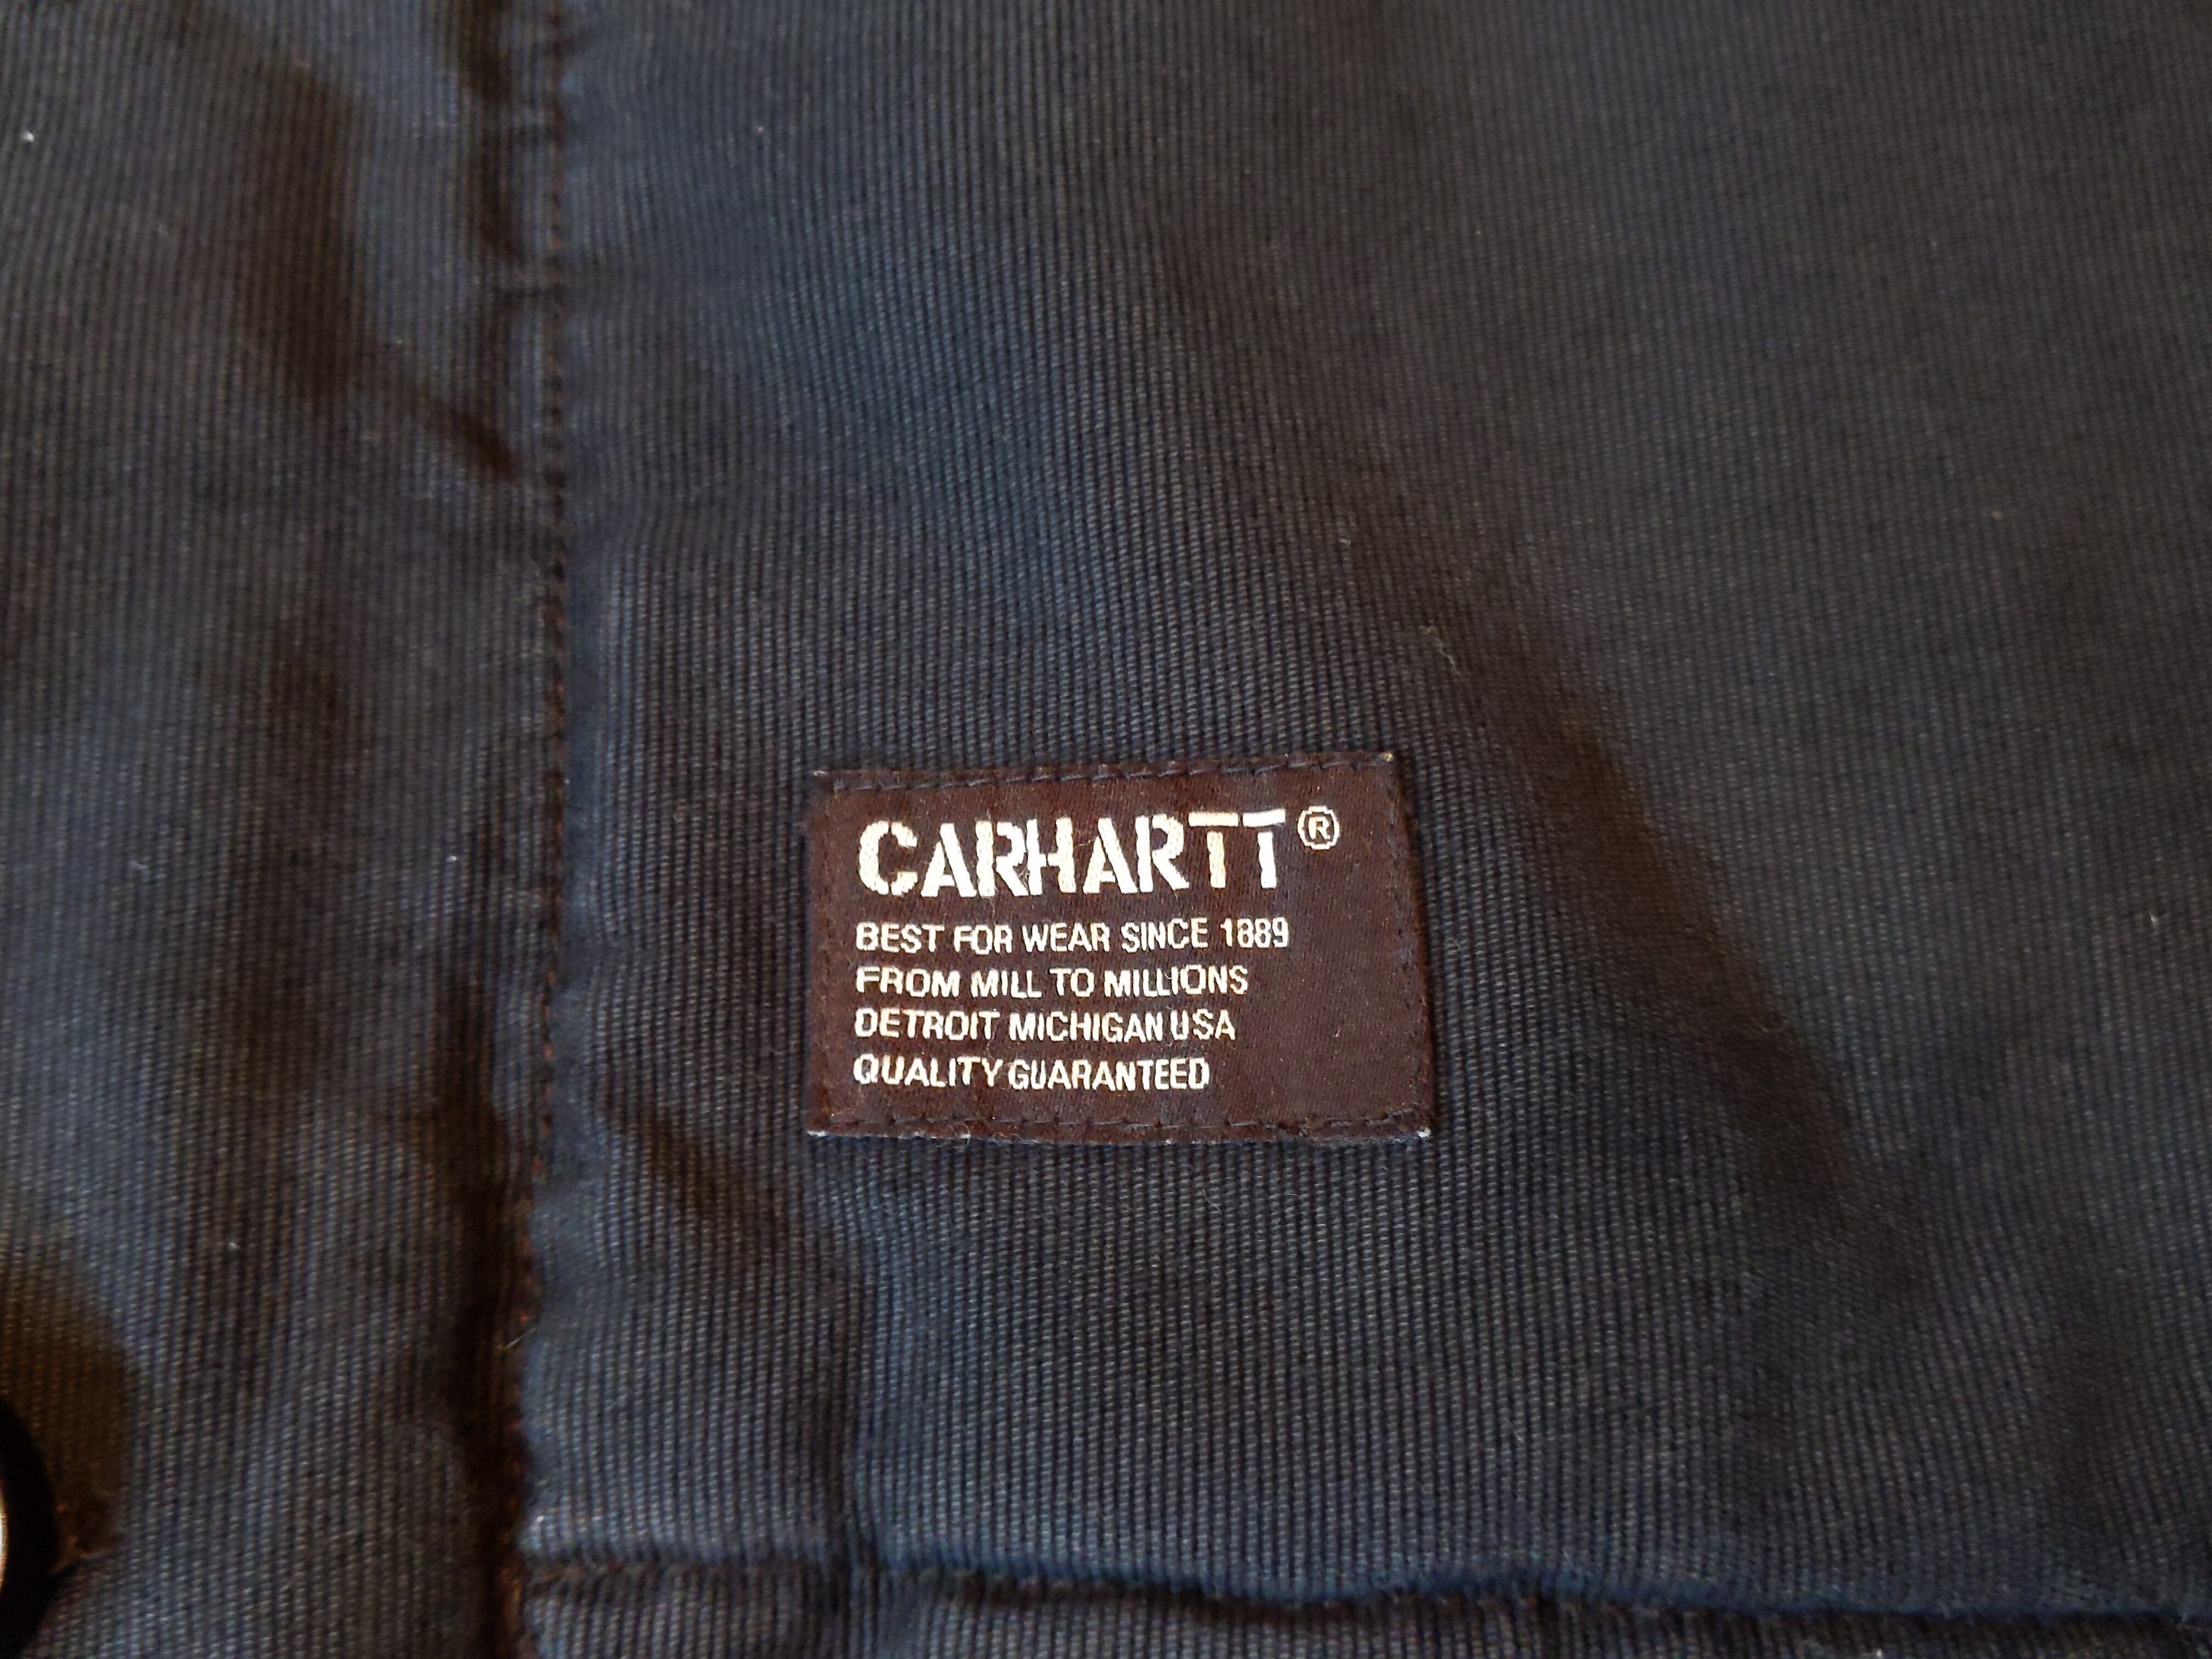 CARHARTT®
BEST FOR WEAR SINCE 1889
FROM MILL TO MILLIONS
DETROIT MICHIGAN USA
QUALITY GUARANTEED